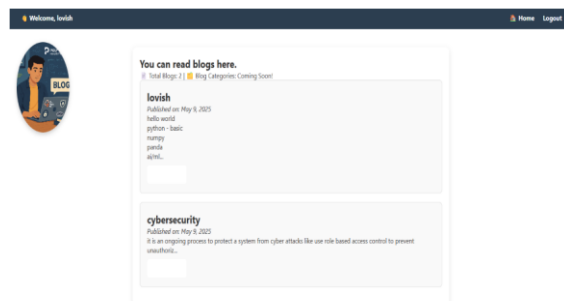 👋 Welcome, lovish
🏠 Home Logout
BLOG
You can read blogs here.
Total Blogs: 2 | Blog Categories: Coming Soon!
lovish
Published on: May 9, 2025
hello world
python - basic
numpy
panda
ai/ml...
cybersecurity
Published on: May 9, 2025
it is an ongoing process to protect a system from cyber attacks like use role based access control to prevent
unauthoriz...